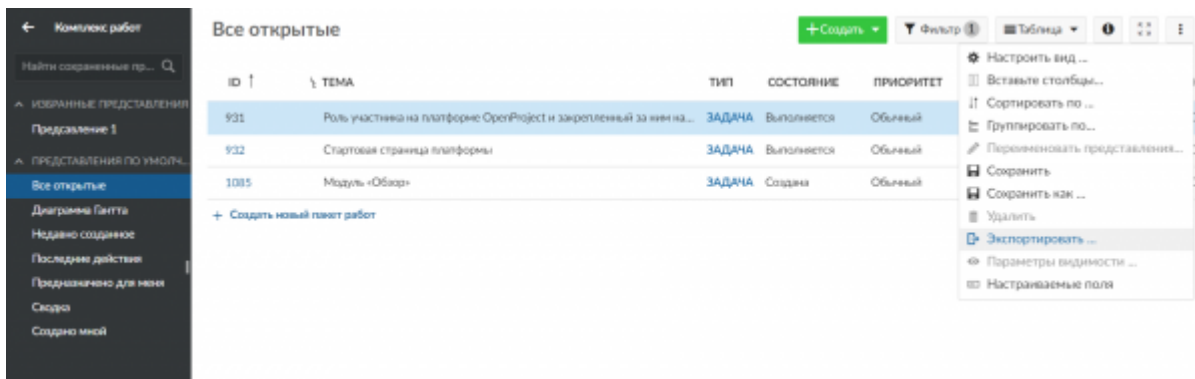 Комплекс работ
Найти сохраненные пр...
ИЗБРАННЫЕ ПРЕДСТАВЛЕНИЯ
Предсавление 1
ПРЕДСТАВЛЕНИЯ ПО УМОЛЧ...
Все открытые
Диаграмма Гантта
Недавно созданное
Последние действия
Предназначено для меня
Сводка
Создано мной
Все открытые
+ Создать
Фильтр 1
Таблица
ID ТЕМА ТИП СОСТОЯНИЕ ПРИОРИТЕТ
931 Роль участника на платформе OpenProject и закрепленный за ним на... ЗАДАЧА Выполняется Обычный
932 Стартовая страница платформы ЗАДАЧА Выполняется Обычный
1085 Модуль «Обзор» ЗАДАЧА Создана Обычный
+ Создать новый пакет работ
Настроить вид ...
Вставьте столбцы...
Сортировать по ...
Группировать по...
Переименовать представления...
Сохранить
Сохранить как ...
Удалить
Экспортировать ...
Параметры видимости ...
Настраиваемые поля